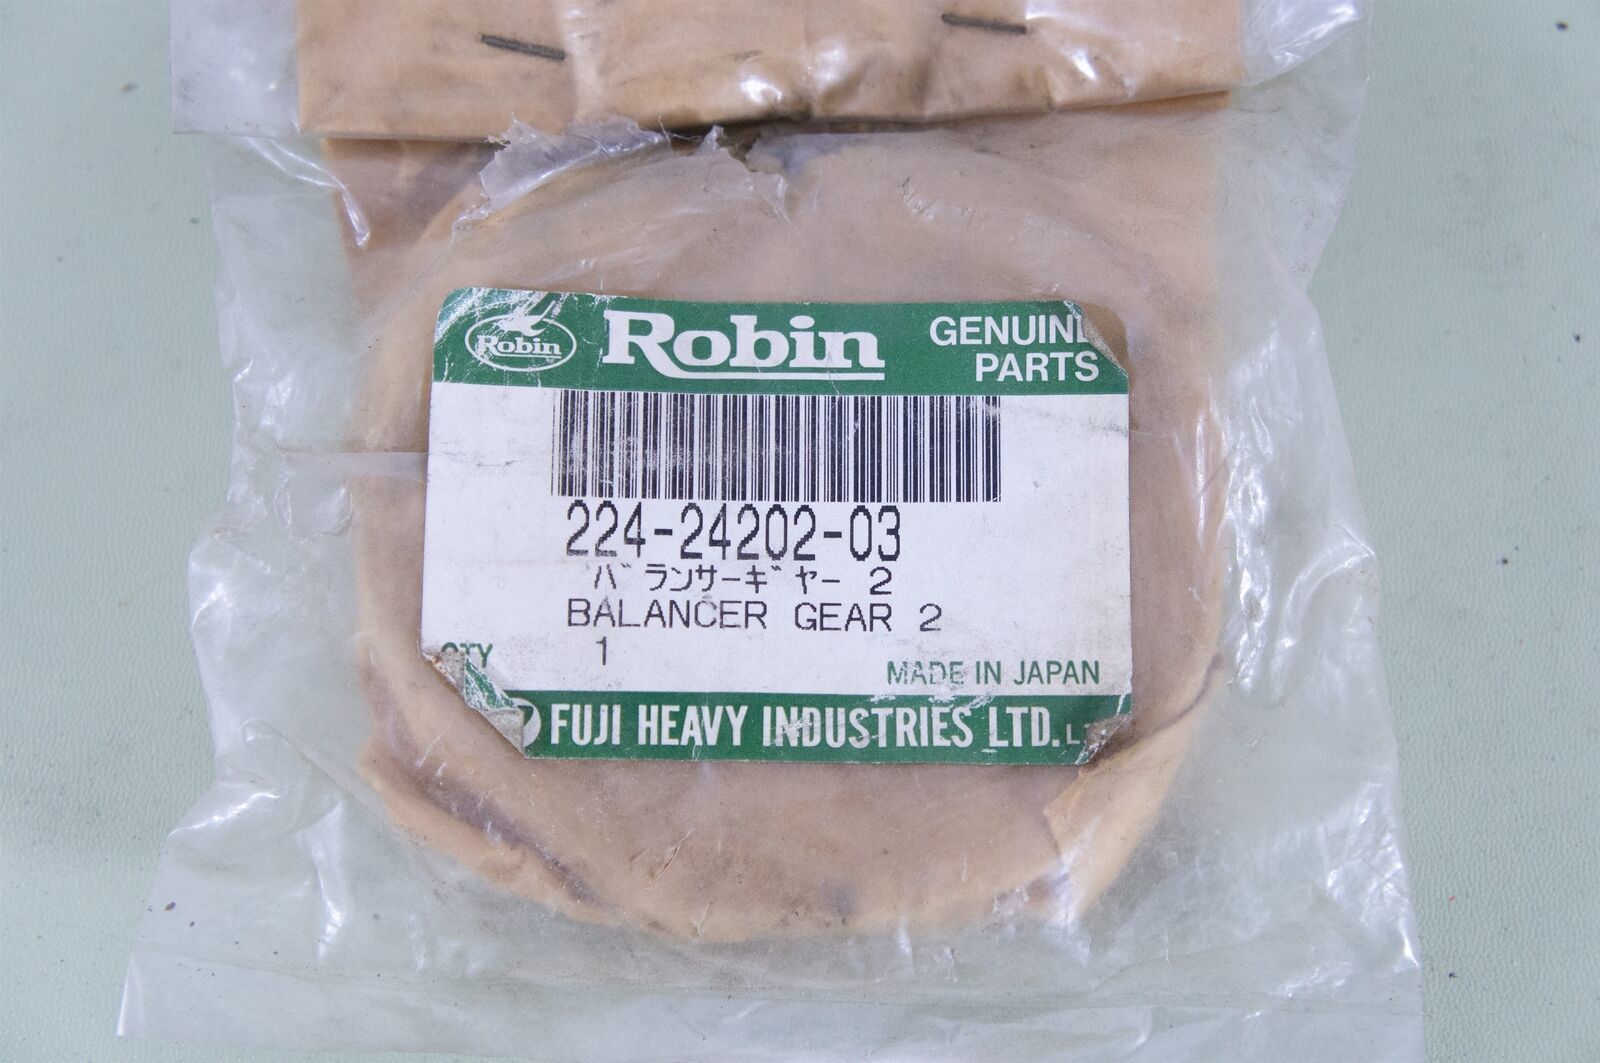 Robin
Robin
GENUINE
PARTS
224-24202-03
バランサーギヤー 2
BALANCER GEAR 2
QTY 1
MADE IN JAPAN
FUJI HEAVY INDUSTRIES LTD.